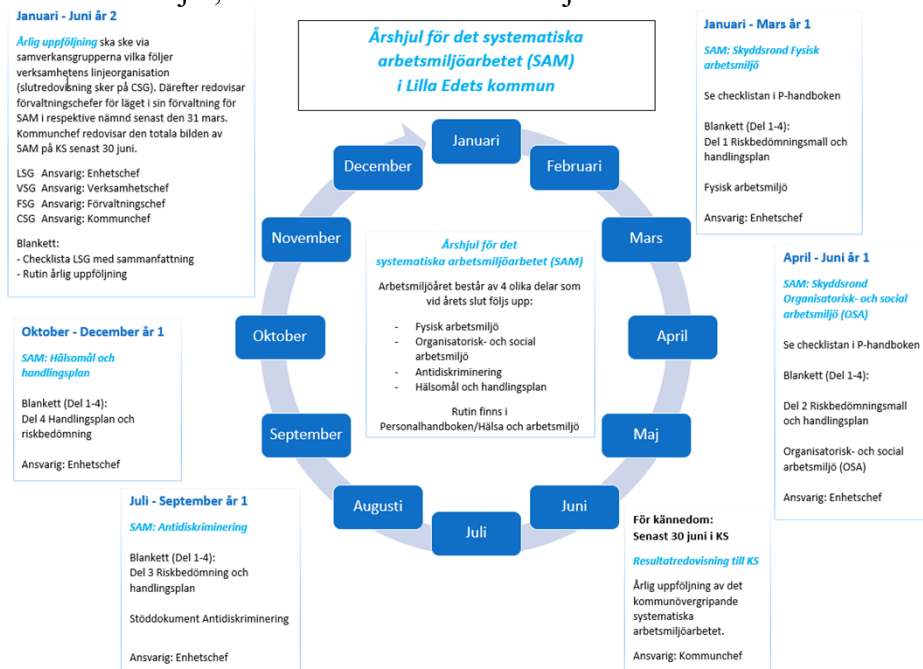 Årshjul för det systematiska
arbetsmiljöarbetet (SAM)
i Lilla Edets kommun
Januari - Juni år 2
Årlig uppföljning ska ske via
samverkansgrupperna vilka följer
verksamhetens linjeorganisation
(slutredovisning sker på CSG). Därefter redovisar
förvaltningschefer för läget i sin förvaltning för
SAM i respektive nämnd senast den 31 mars.
Kommunchef redovisar den totala bilden av
SAM på KS senast 30 juni.
LSG Ansvarig: Enhetschef
VSG Ansvarig: Verksamhetschef
FSG Ansvarig: Förvaltningschef
CSG Ansvarig: Kommunchef
Blankett:
- Checklista LSG med sammanfattning
- Rutin årlig uppföljning
Januari - Mars år 1
SAM: Skyddsrond Fysisk
arbetsmiljö
Se checklistan i P-handboken
Blankett (Del 1-4):
Del 1 Riskbedömningsmall och
handlingsplan
Fysisk arbetsmiljö
Ansvarig: Enhetschef
Januari
Februari
Mars
April
Maj
Juni
Juli
Augusti
September
Oktober
November
December
Årshjul för det
systematiska arbetsmiljöarbetet (SAM)
Arbetsmiljöåret består av 4 olika delar som
vid årets slut följs upp:
- Fysisk arbetsmiljö
- Organisatorisk- och social
arbetsmiljö
- Antidiskriminering
- Hälsomål och handlingsplan
Rutin finns i
Personalhandboken/Hälsa och arbetsmiljö
April - Juni år 1
SAM: Skyddsrond
Organisatorisk- och social
arbetsmiljö (OSA)
Se checklistan i P-handboken
Blankett (Del 1-4):
Del 2 Riskbedömningsmall
och handlingsplan
Organisatorisk- och social
arbetsmiljö (OSA)
Ansvarig: Enhetschef
Oktober - December år 1
SAM: Hälsomål och
handlingsplan
Blankett (Del 1-4):
Del 4 Handlingsplan och
riskbedömning
Ansvarig: Enhetschef
Juli - September år 1
SAM: Antidiskriminering
Blankett (Del 1-4):
Del 3 Riskbedömning och
handlingsplan
Stöddokument Antidiskriminering
Ansvarig: Enhetschef
För kännedom:
Senast 30 juni i KS
Resultatredovisning till KS
Årlig uppföljning av det
kommunövergripande
systematiska
arbetsmiljöarbetet.
Ansvarig: Kommunchef